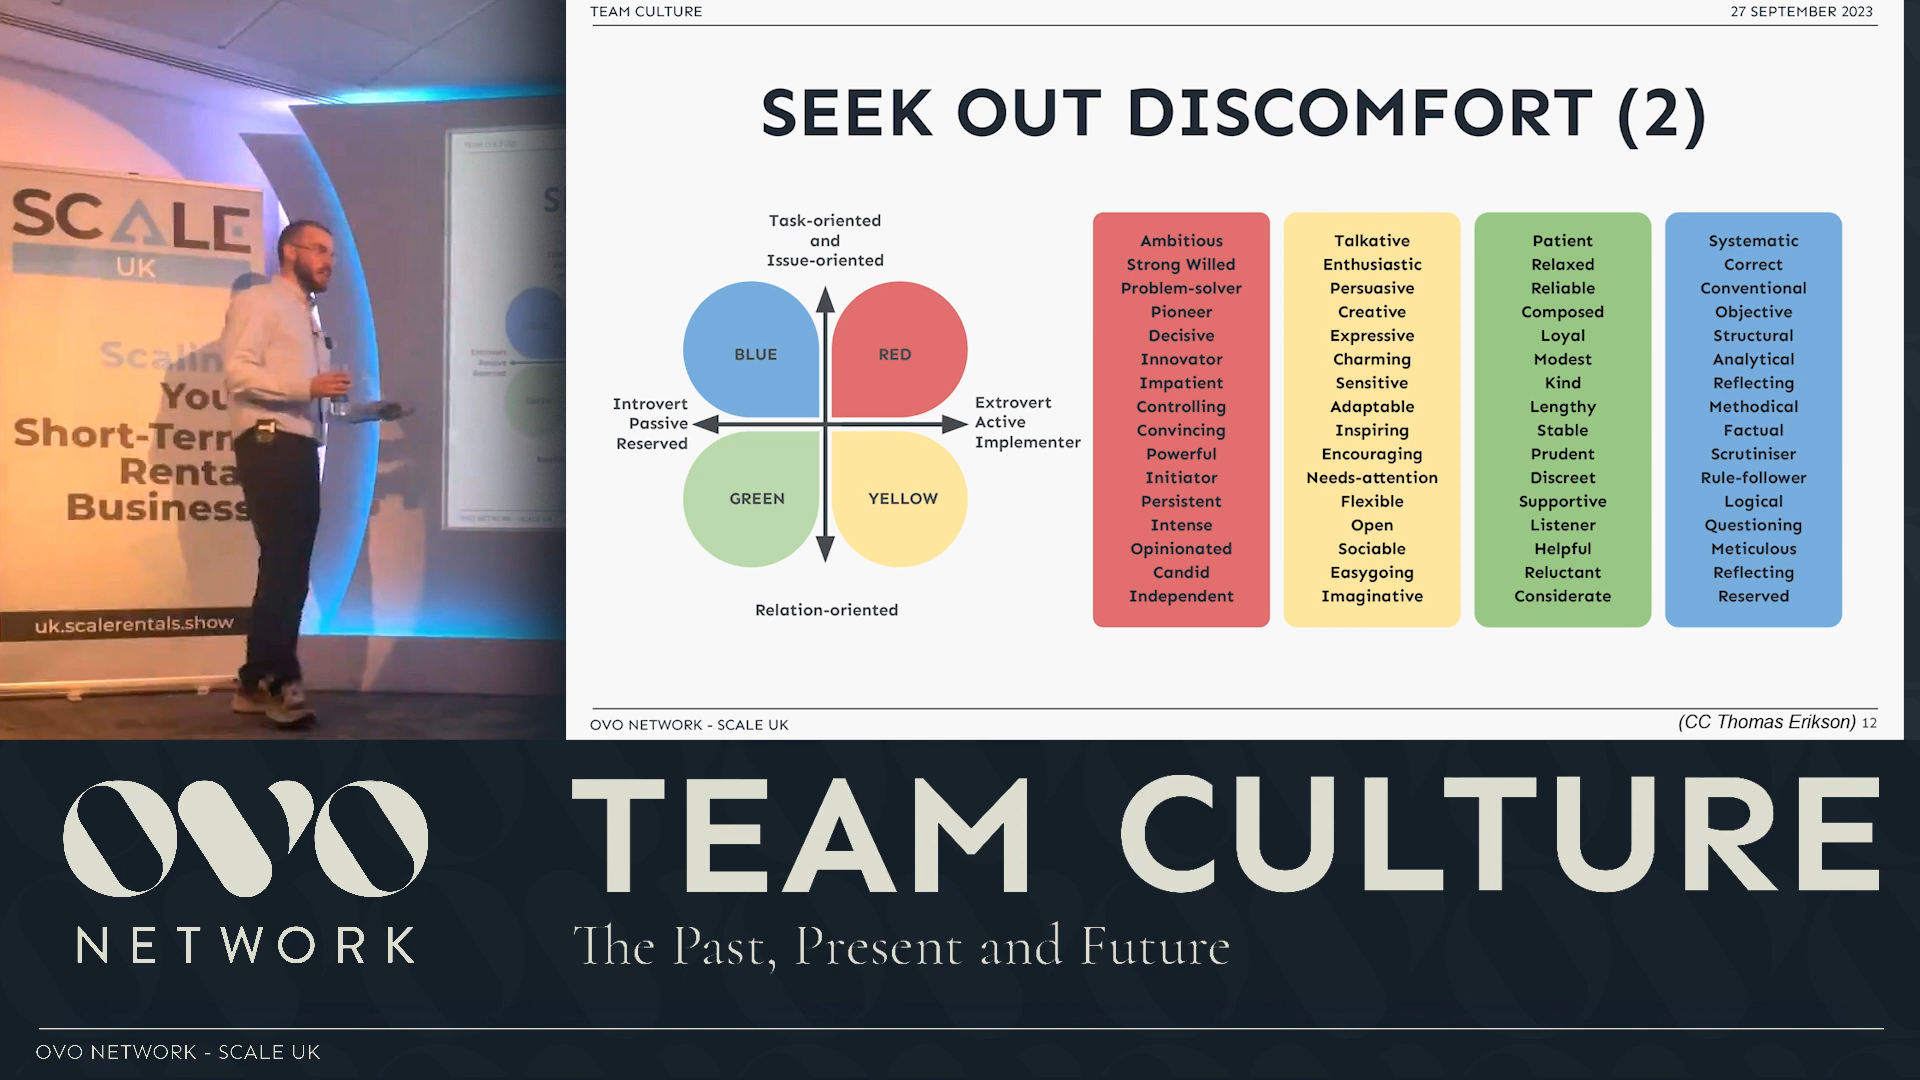 TEAM CULTURE
27 SEPTEMBER 2023
SEEK OUT DISCOMFORT (2)
Task-oriented
and
Issue-oriented
BLUE
RED
Introvert
Passive
Reserved
Extrovert
Active
Implementer
GREEN
YELLOW
Relation-oriented
Ambitious
Strong Willed
Problem-solver
Pioneer
Decisive
Innovator
Impatient
Controlling
Convincing
Powerful
Initiator
Persistent
Intense
Opinionated
Candid
Independent
Talkative
Enthusiastic
Persuasive
Creative
Expressive
Charming
Sensitive
Adaptable
Inspiring
Encouraging
Needs-attention
Flexible
Open
Sociable
Easygoing
Imaginative
Patient
Relaxed
Reliable
Composed
Loyal
Modest
Kind
Lengthy
Stable
Prudent
Discreet
Supportive
Listener
Helpful
Reluctant
Considerate
Systematic
Correct
Conventional
Objective
Structural
Analytical
Reflecting
Methodical
Factual
Scrutiniser
Rule-follower
Logical
Questioning
Meticulous
Reflecting
Reserved
OVO NETWORK - SCALE UK
(CC Thomas Erikson) 12
SCALE
UK
Scalin
You
Short-Term
Renta
Business
uk.scalerentals.show
OVO
NETWORK
TEAM CULTURE
The Past, Present and Future
OVO NETWORK - SCALE UK